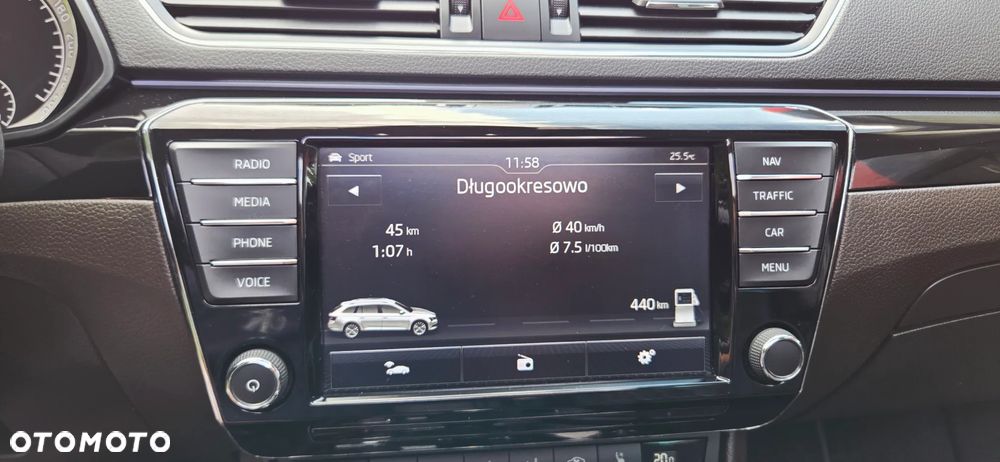 RADIO
MEDIA
PHONE
VOICE
Sport
11:58
25.5°C
Długookresowo
45 km
Ø 40 km/h
1:07 h
Ø 7.5 l/100km
440 km
NAV
TRAFFIC
CAR
MENU
OTOMOTO